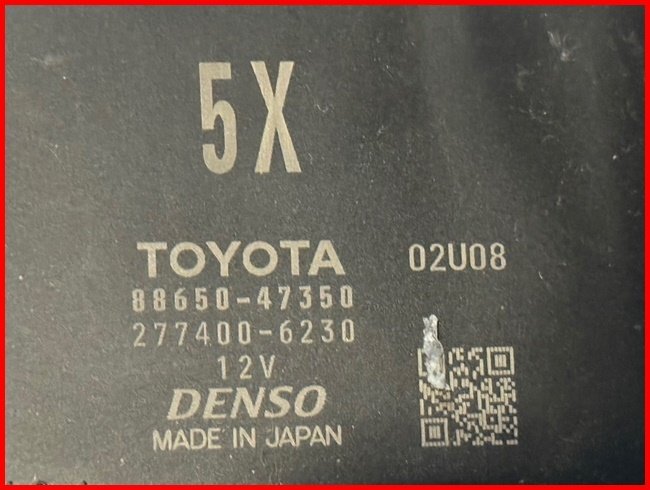 5X
TOYOTA 02U08
88650-47350
277400-6230
12V
DENSO
MADE IN JAPAN